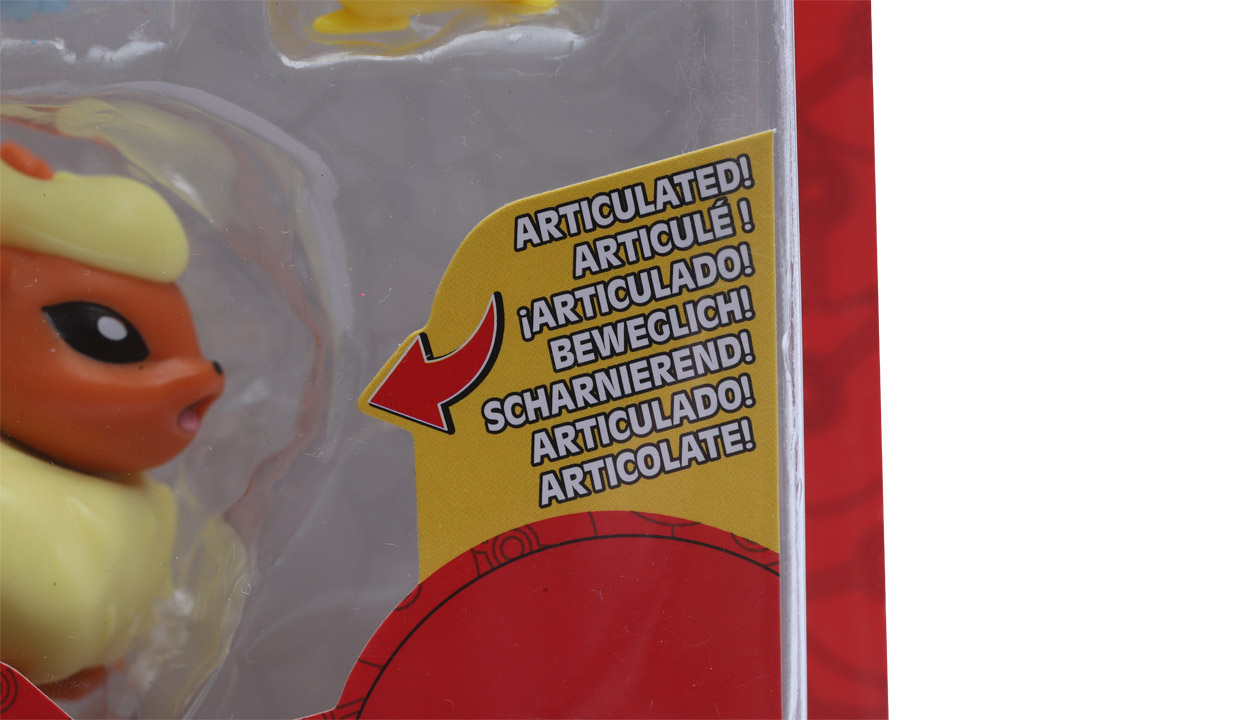 ARTICULATED!
ARTICULÉ !
¡ARTICULADO!
BEWEGLICH!
SCHARNIEREND!
ARTICULADO!
ARTICOLATE!